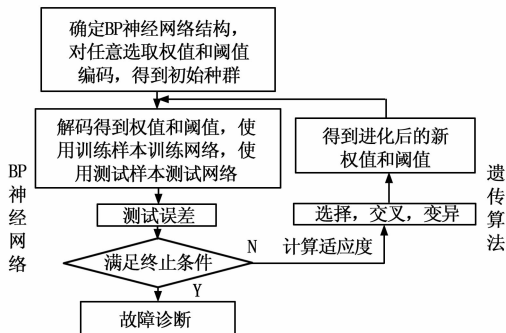 确定BP神经网络结构，
对任意选取权值和阈值
编码，得到初始种群
解码得到权值和阈值，使
用训练样本训练网络，使
用测试样本测试网络
得到进化后的新
权值和阈值
BP
神
经
网
络
遗
传
算
法
测试误差
选择，交叉，变异
满足终止条件
N
计算适应度
Y
故障诊断